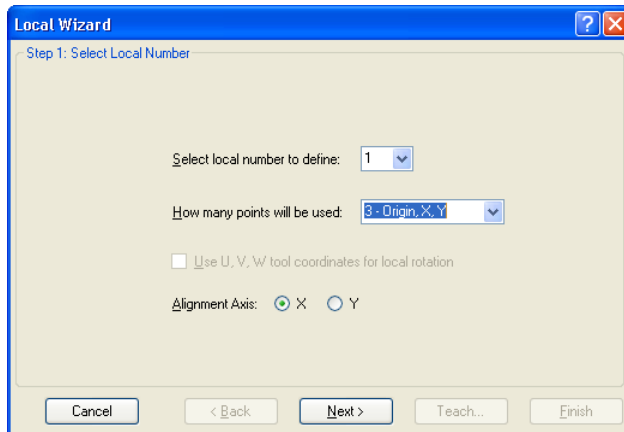 Local Wizard
Step 1: Select Local Number
Select local number to define: 1
How many points will be used: 3 - Origin, X, Y
Use U, V, W tool coordinates for local rotation
Alignment Axis: X Y
Cancel < Back Next > Teach... Finish